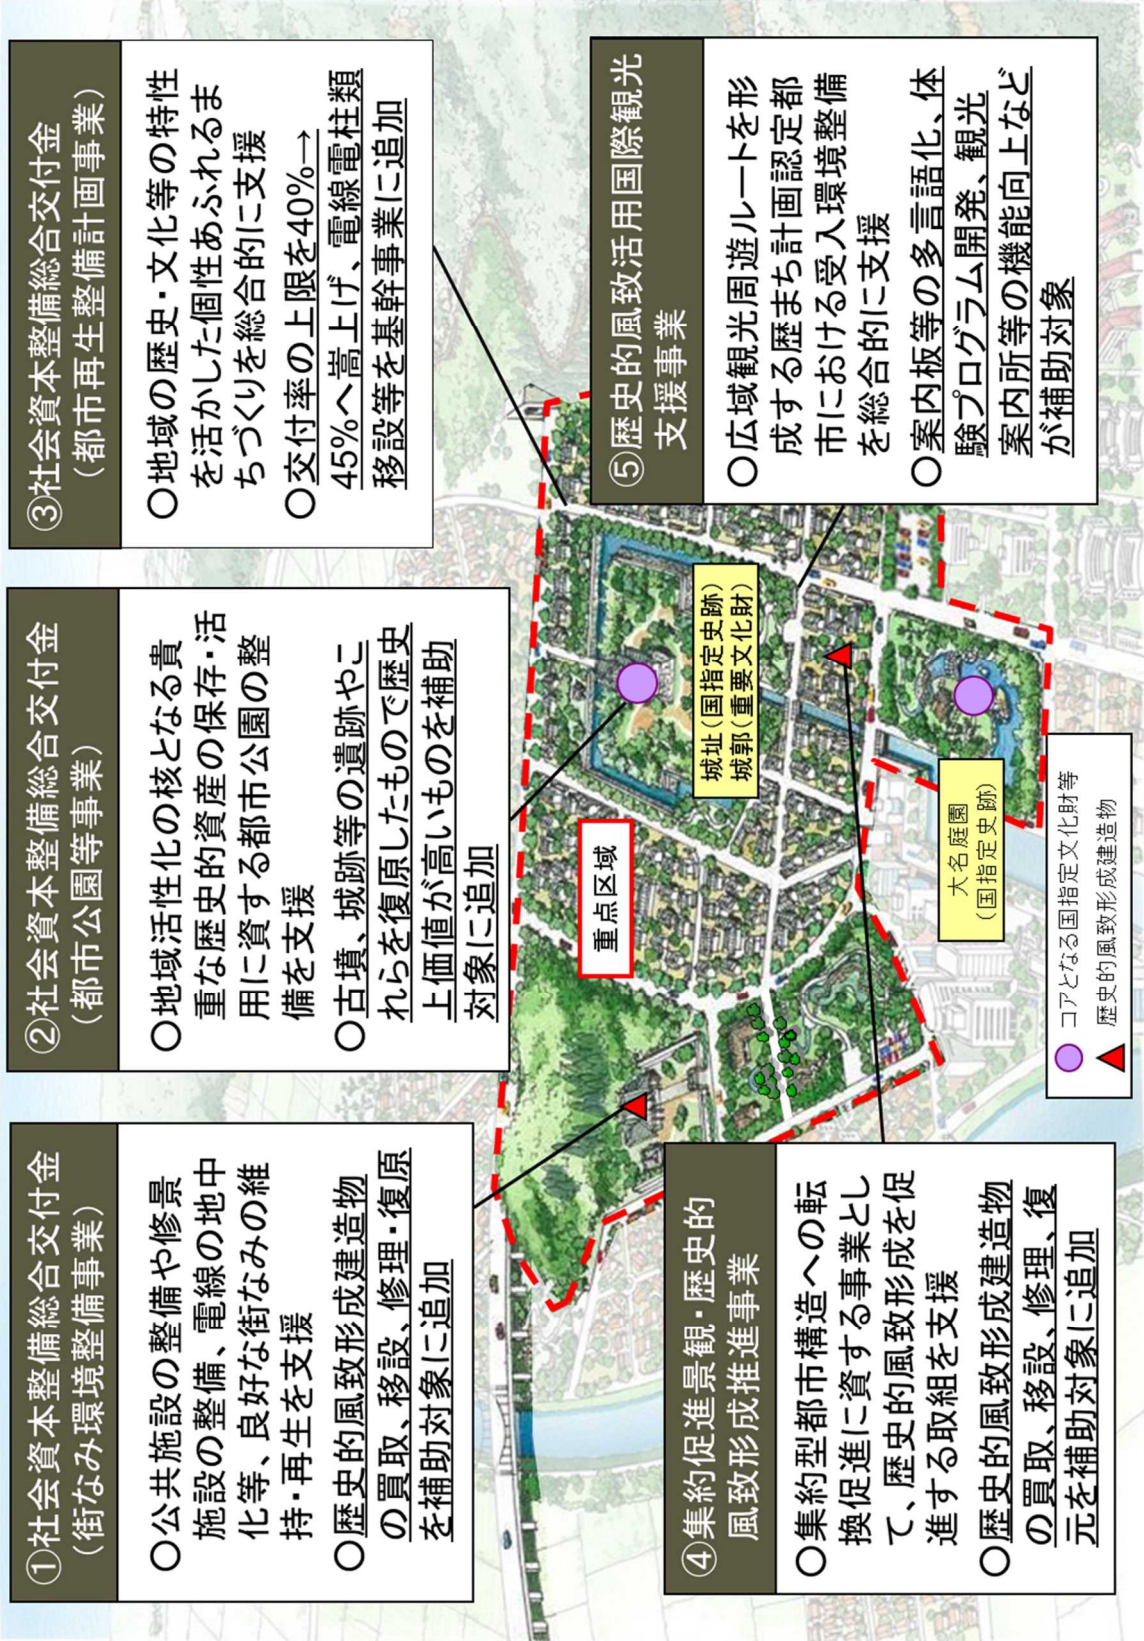 ①社会資本整備総合交付金
（街なみ環境整備事業）
〇公共施設の整備や修景
施設の整備、電線の地中
化等、良好な街なみの維
持・再生を支援
〇歴史的風致形成建造物
の買取、移設、修理・復原
を補助対象に追加
②社会資本整備総合交付金
（都市公園等事業）
〇地域活性化の核となる貴
重な歴史的資産の保存・活
用に資する都市公園の整
備を支援
〇古墳、城跡等の遺跡やこ
れらを復原したもので歴史
上価値が高いものを補助
対象に追加
③社会資本整備総合交付金
（都市再生整備計画事業）
〇地域の歴史・文化等の特性
を活かした個性あふれるま
ちづくりを総合的に支援
〇交付率の上限を40%→
45%へ嵩上げ、電線電柱類
移設等を基幹事業に追加
④集約促進景観・歴史的
風致形成推進事業
〇集約型都市構造への転
換促進に資する事業とし
て、歴史的風致形成を促
進する取組を支援
〇歴史的風致形成建造物
の買取、移設、修理、復
元を補助対象に追加
⑤歴史的風致活用国際観光
支援事業
〇広域観光周遊ルートを形
成する歴まち計画認定都
市における受入環境整備
を総合的に支援
〇案内板等の多言語化、体
験プログラム開発、観光
案内所等の機能向上など
が補助対象
重点区域
城址（国指定史跡）
城郭（重要文化財）
大名庭園
（国指定史跡）
コアとなる国指定文化財等
歴史的風致形成建造物